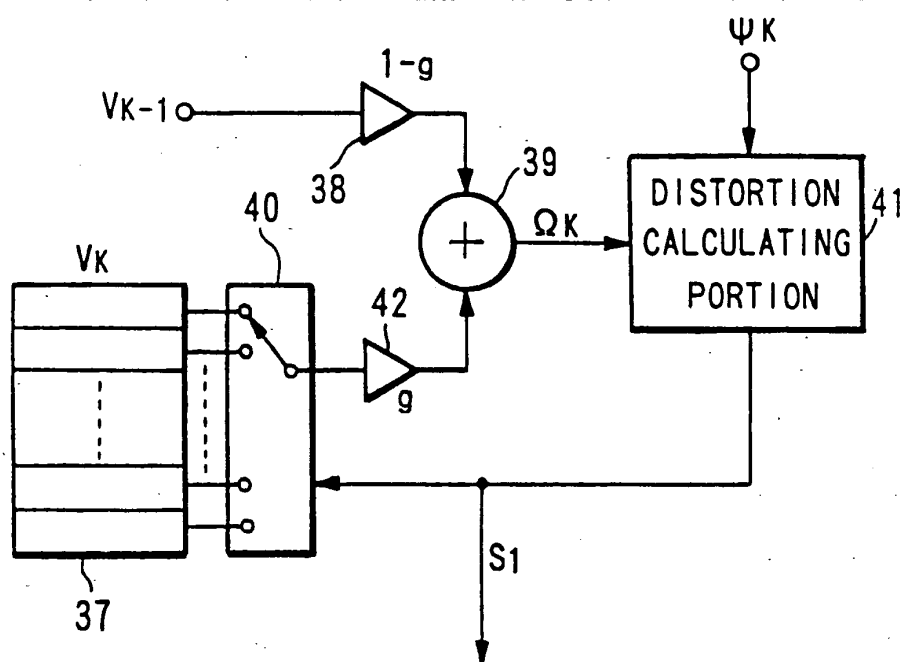 ΨK
1-g
VK-1
38
39
DISTORTION
CALCULATING
PORTION
41
ΩK
40
VK
42
g
37
S1